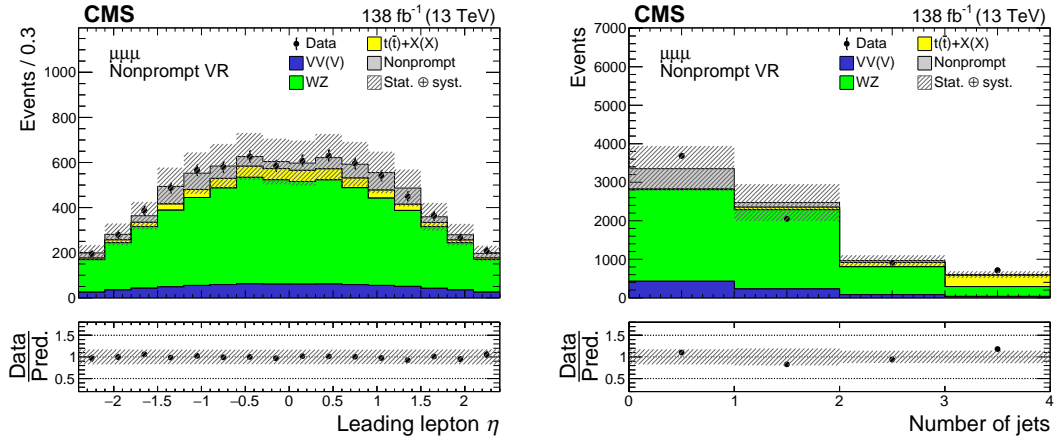 CMS 138 fb⁻¹ (13 TeV)
Events / 0.3
1000
800
600
400
200
0
μμμ
Nonprompt VR
Data
t(t̄)+X(X)
VV(V)
Nonprompt
WZ
Stat. ⊕ syst.
Data
Pred.
1.5
1
0.5
−2 −1.5 −1 −0.5 0 0.5 1 1.5 2
Leading lepton η
CMS 138 fb⁻¹ (13 TeV)
Events
7000
6000
5000
4000
3000
2000
1000
0
μμμ
Nonprompt VR
Data
t(t̄)+X(X)
VV(V)
Nonprompt
WZ
Stat. ⊕ syst.
Data
Pred.
1.5
1
0.5
0 1 2 3 4
Number of jets